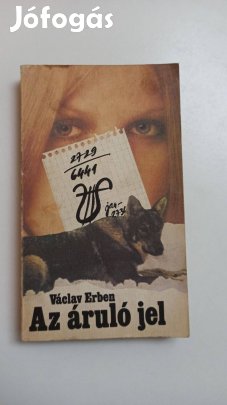 Jófogás
2729
6441
Václav Erben
Az áruló jel